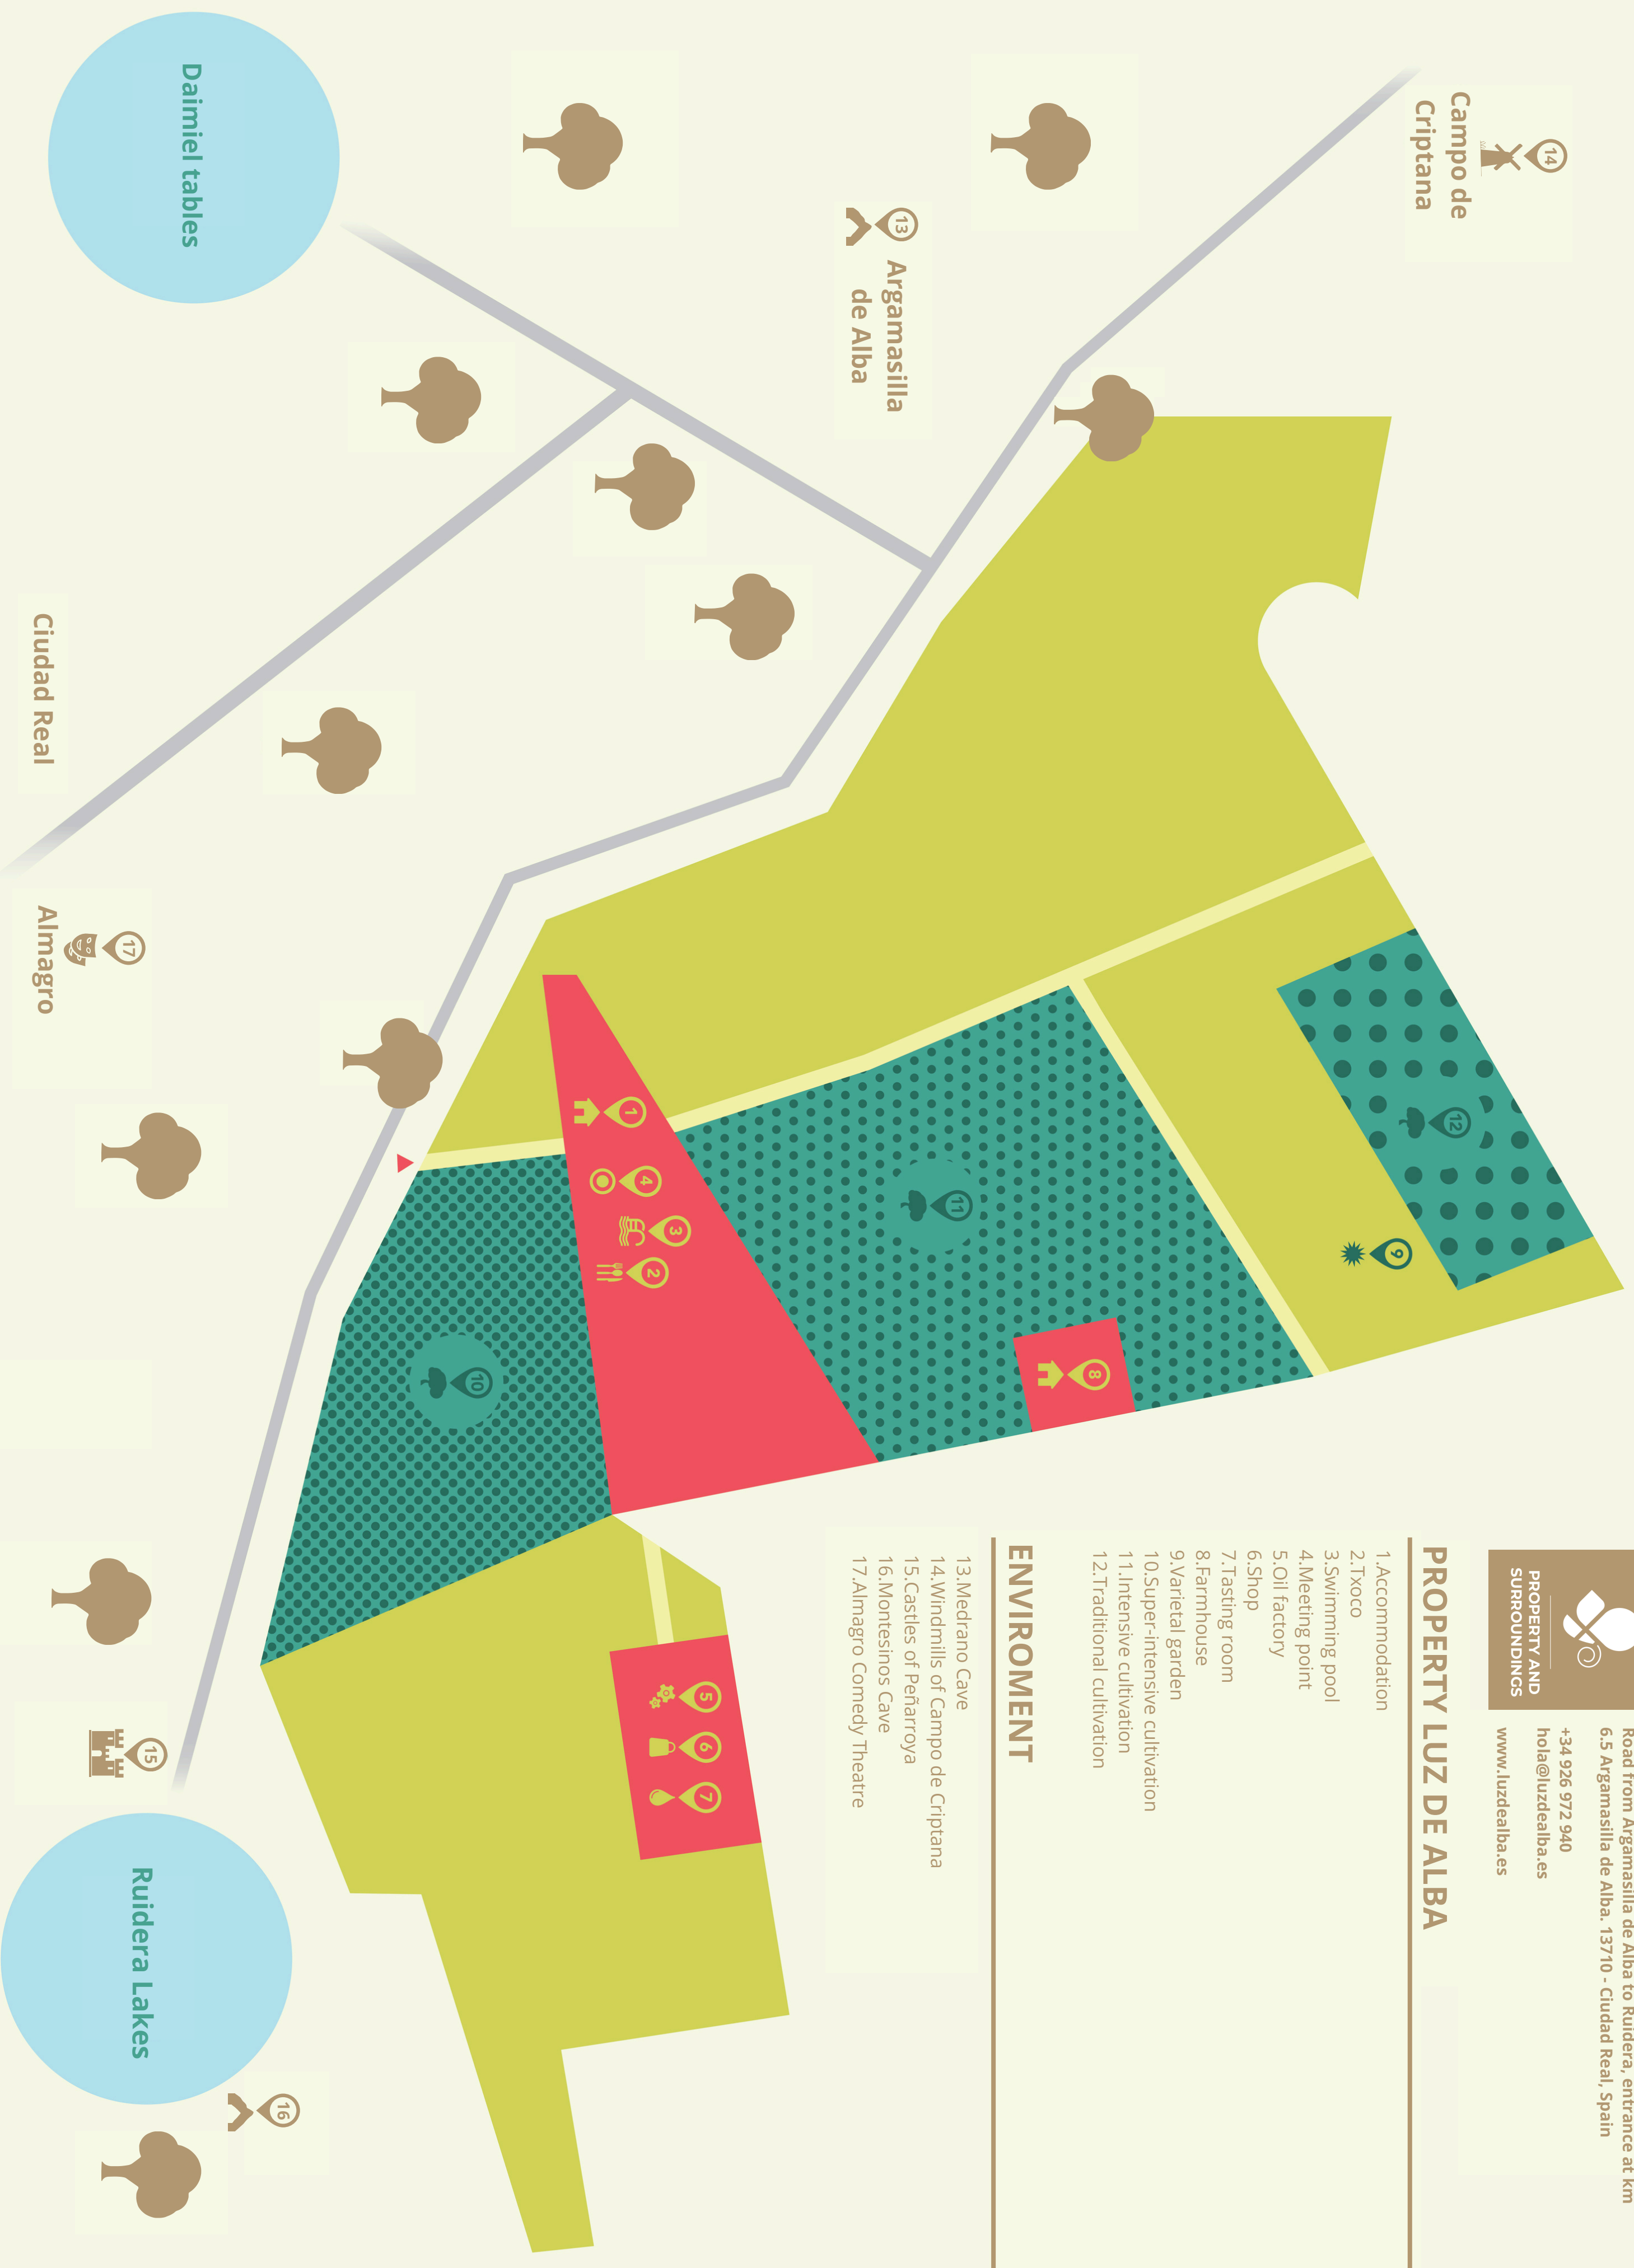 PROPERTY AND
SURROUNDINGS
Road from Argamasilla de Alba to Ruidera, entrance at km
6.5 Argamasilla de Alba. 13710 - Ciudad Real, Spain
+34 926 972 940
hola@luzdealba.es
www.luzdealba.es
PROPERTY LUZ DE ALBA
1.Accommodation
2.Txoco
3.Swimming pool
4.Meeting point
5.Oil factory
6.Shop
7.Tasting room
8.Farmhouse
9.Varietal garden
10.Super-intensive cultivation
11.Intensive cultivation
12.Traditional cultivation
ENVIROMENT
13.Medrano Cave
14.Windmills of Campo de Criptana
15.Castles of Peñarroya
16.Montesinos Cave
17.Almagro Comedy Theatre
14
Campo de
Criptana
13
Argamasilla
de Alba
Daimiel tables
Ciudad Real
17
Almagro
12
9
11
8
1
4
3
2
10
5
6
7
15
Ruidera Lakes
16